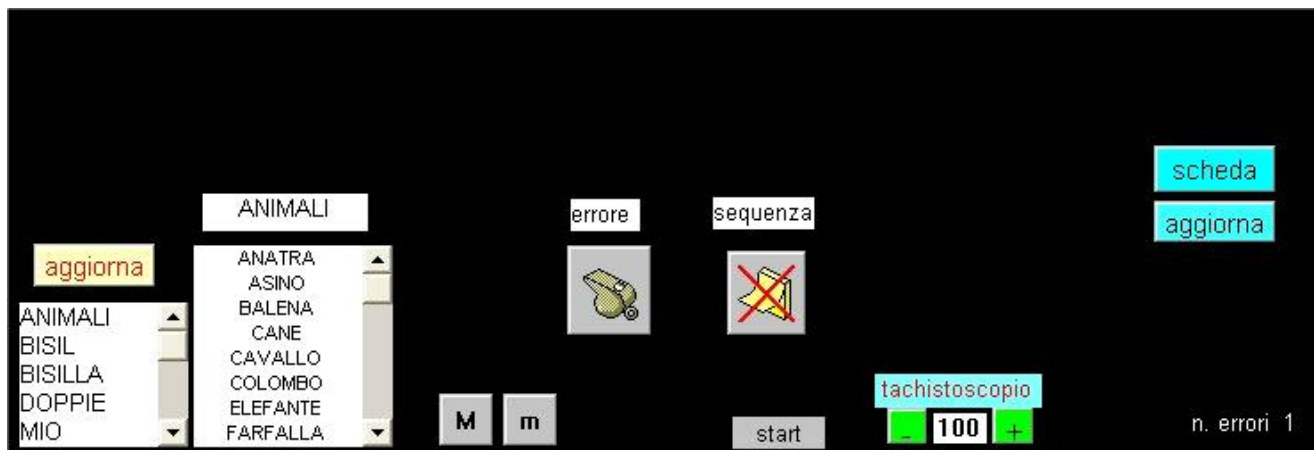 scheda
aggiorna
ANIMALI
errore
sequenza
aggiorna
ANATRA
ASINO
BALENA
CANE
CAVALLO
COLOMBO
ELEFANTE
FARFALLA
ANIMALI
BISIL
BISILLA
DOPPIE
MIO
M m
start
tachistoscopio
- 100 +
n. errori 1